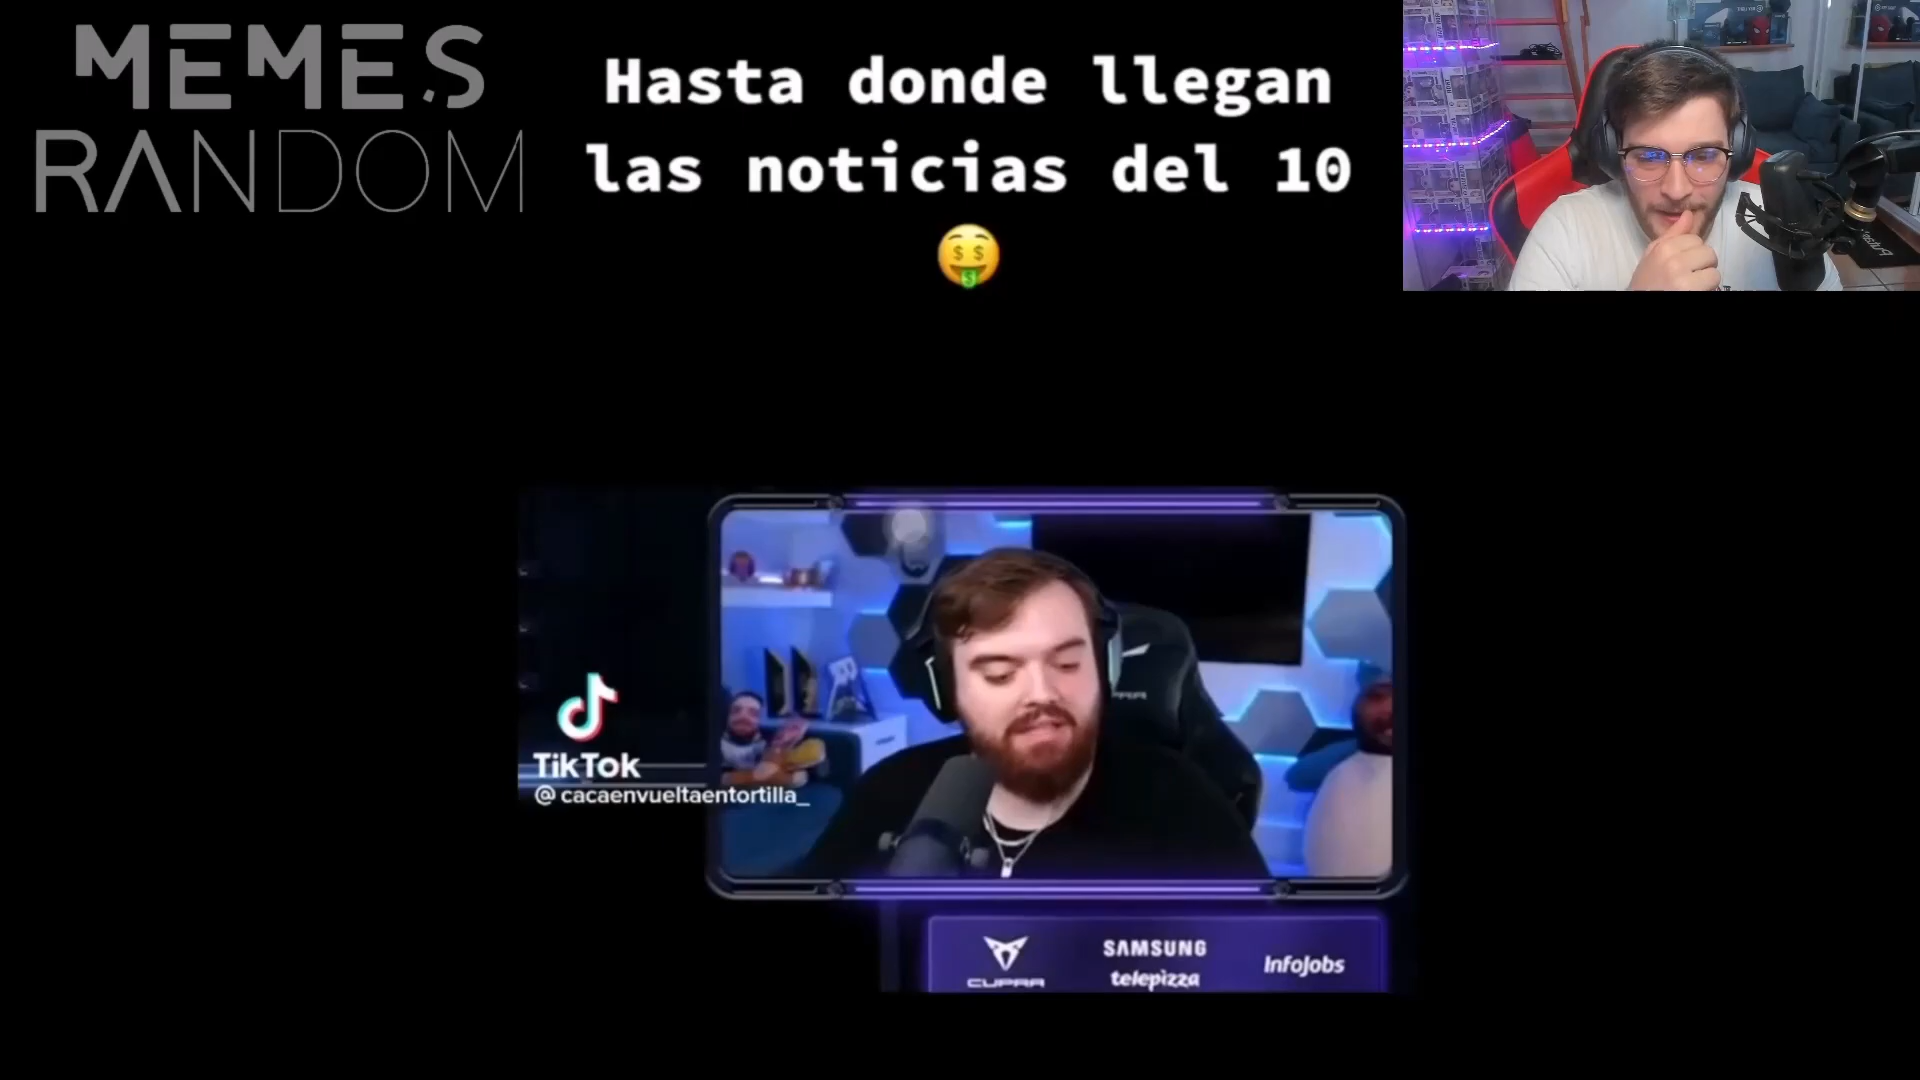 MEMES
RANDOM
Hasta donde llegan
las noticias del 10
TikTok
@ cacaenvueltaentortilla_
CUPRA
SAMSUNG
telepizza
InfoJobs